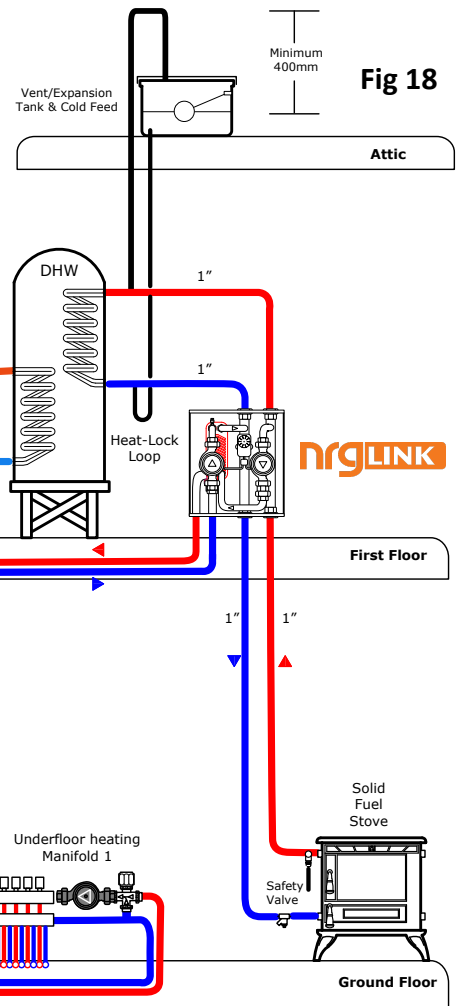 Minimum
400mm
Fig 18
Vent/Expansion
Tank & Cold Feed
Attic
DHW
1”
1”
Heat-Lock
Loop
nrgLINK
First Floor
1”
1”
Solid
Fuel
Stove
Underfloor heating
Manifold 1
Safety
Valve
Ground Floor